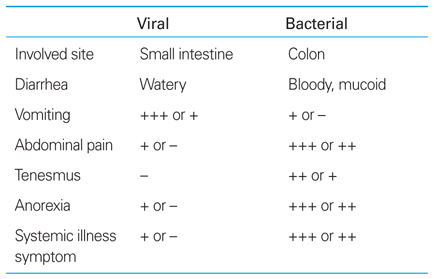 Viral Bacterial
Involved site Small intestine Colon
Diarrhea Watery Bloody, mucoid
Vomiting +++ or + + or –
Abdominal pain + or – +++ or ++
Tenesmus – ++ or +
Anorexia + or – +++ or ++
Systemic illness + or – +++ or ++
symptom